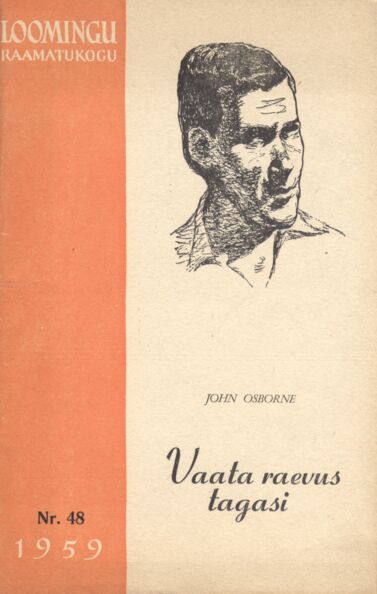 LOOMINGU
RAAMATUKOGU
JOHN OSBORNE
Vaata raevus
tagasi
Nr. 48
1959